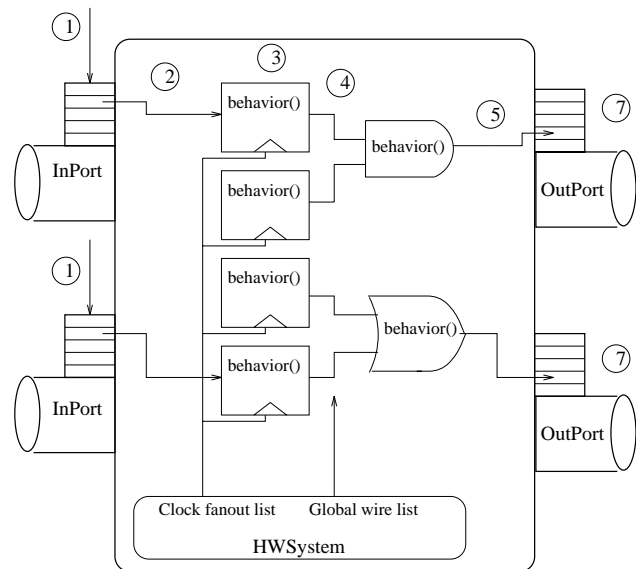 1
2
3
4
5
7
behavior()
behavior()
InPort
behavior()
OutPort
1
behavior()
behavior()
behavior()
7
InPort
OutPort
Clock fanout list
Global wire list
HWSystem